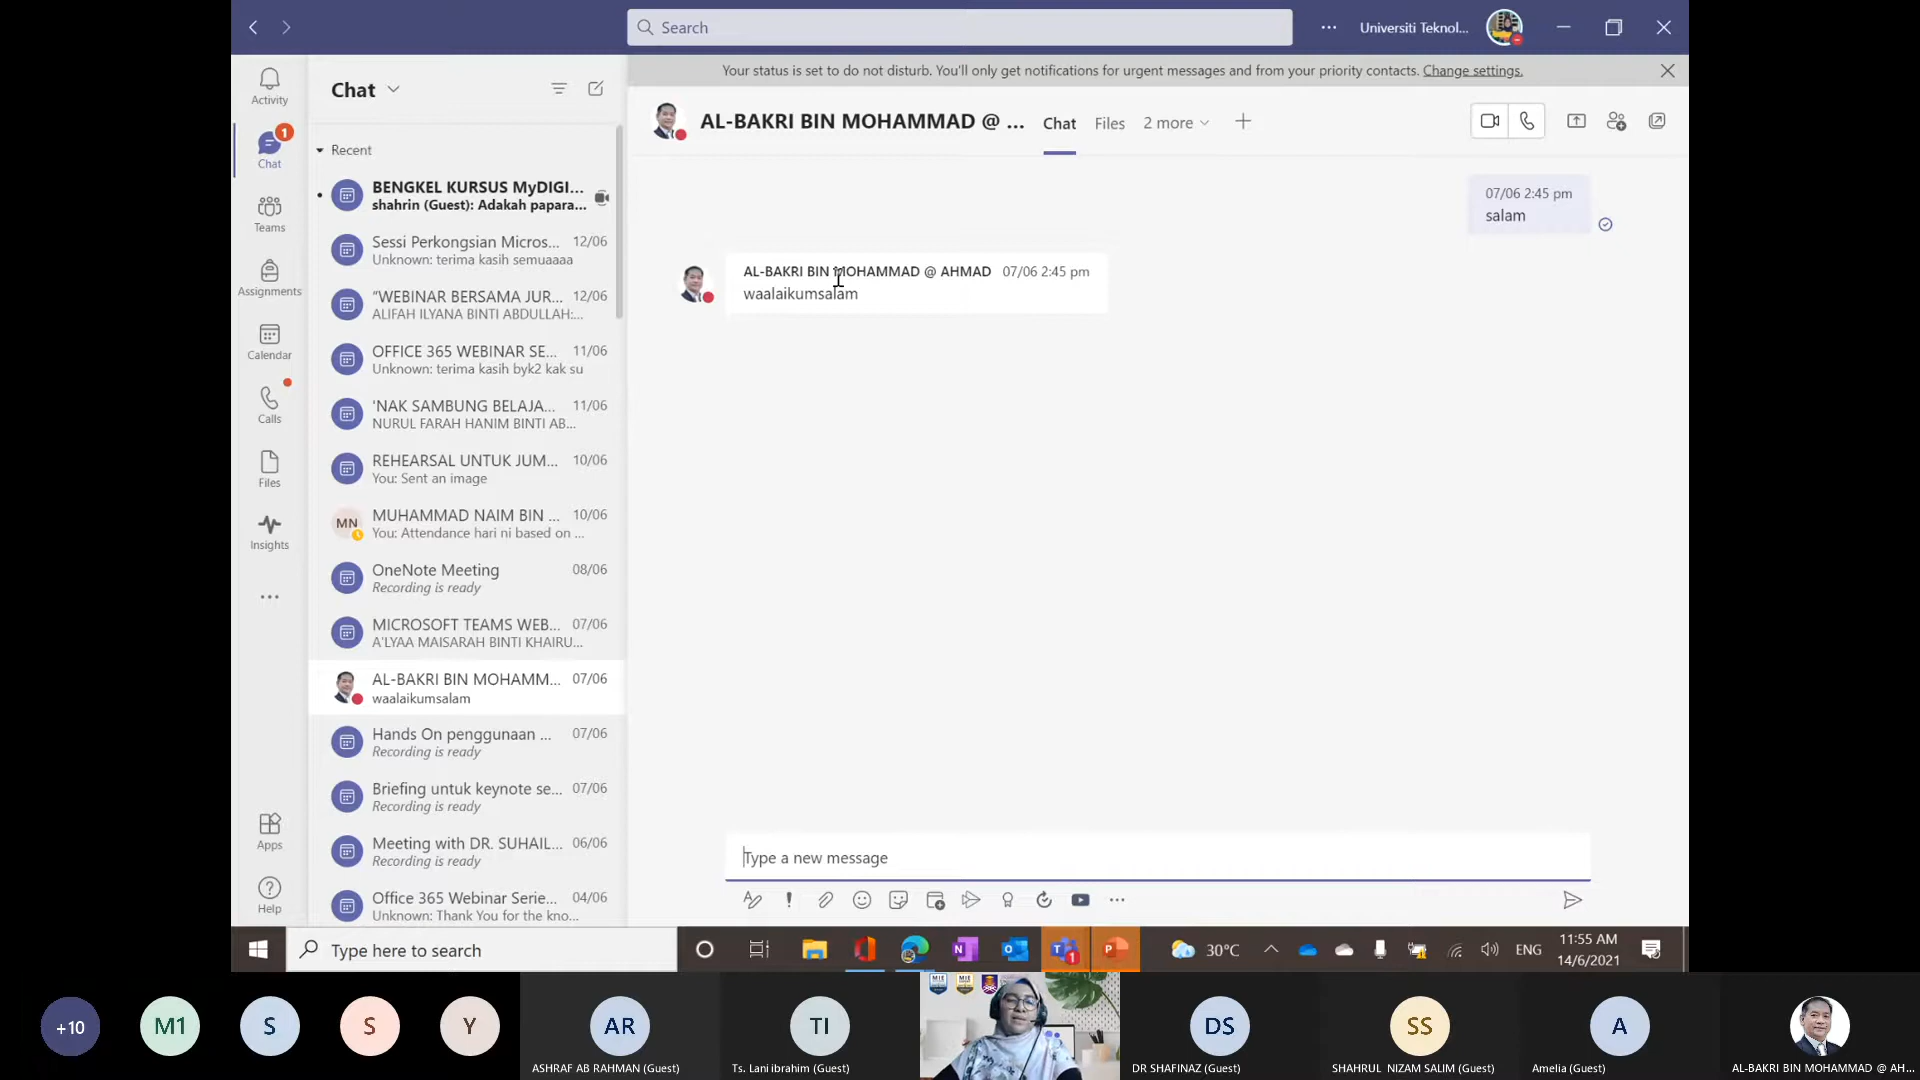 Search
Universiti Teknol...
Your status is set to do not disturb. You'll only get notifications for urgent messages and from your priority contacts. Change settings.
Activity
1
Chat
Teams
Assignments
Calendar
Calls
Files
Insights
Apps
Help
Chat
Recent
BENGKEL KURSUS MyDIGI...
shahrin (Guest): Adakah papara...
Sessi Perkongsian Micros... 12/06
Unknown: terima kasih semuaaaa
"WEBINAR BERSAMA JUR... 12/06
ALIFAH ILYANA BINTI ABDULLAH:...
OFFICE 365 WEBINAR SE... 11/06
Unknown: terima kasih byk2 kak su
'NAK SAMBUNG BELAJA... 11/06
NURUL FARAH HANIM BINTI AB...
REHEARSAL UNTUK JUM... 10/06
You: Sent an image
MN
MUHAMMAD NAIM BIN ... 10/06
You: Attendance hari ni based on ...
OneNote Meeting 08/06
Recording is ready
MICROSOFT TEAMS WEB... 07/06
A'LYAA MAISARAH BINTI KHAIRU...
AL-BAKRI BIN MOHAMM... 07/06
waalaikumsalam
Hands On penggunaan ... 07/06
Recording is ready
Briefing untuk keynote se... 07/06
Recording is ready
Meeting with DR. SUHAIL... 06/06
Recording is ready
Office 365 Webinar Serie... 04/06
Unknown: Thank You for the kno...
AL-BAKRI BIN MOHAMMAD @ ...
Chat Files 2 more
07/06 2:45 pm
salam
AL-BAKRI BIN MOHAMMAD @ AHMAD 07/06 2:45 pm
waalaikumsalam
Type a new message
Type here to search
1
30°C
ENG
11:55 AM
14/6/2021
+10
M1
S
S
Y
AR
ASHRAF AB RAHMAN (Guest)
TI
Ts. Lani ibrahim (Guest)
DS
DR SHAFINAZ (Guest)
SS
SHAHRUL NIZAM SALIM (Guest)
A
Amelia (Guest)
AL-BAKRI BIN MOHAMMAD @ AH...